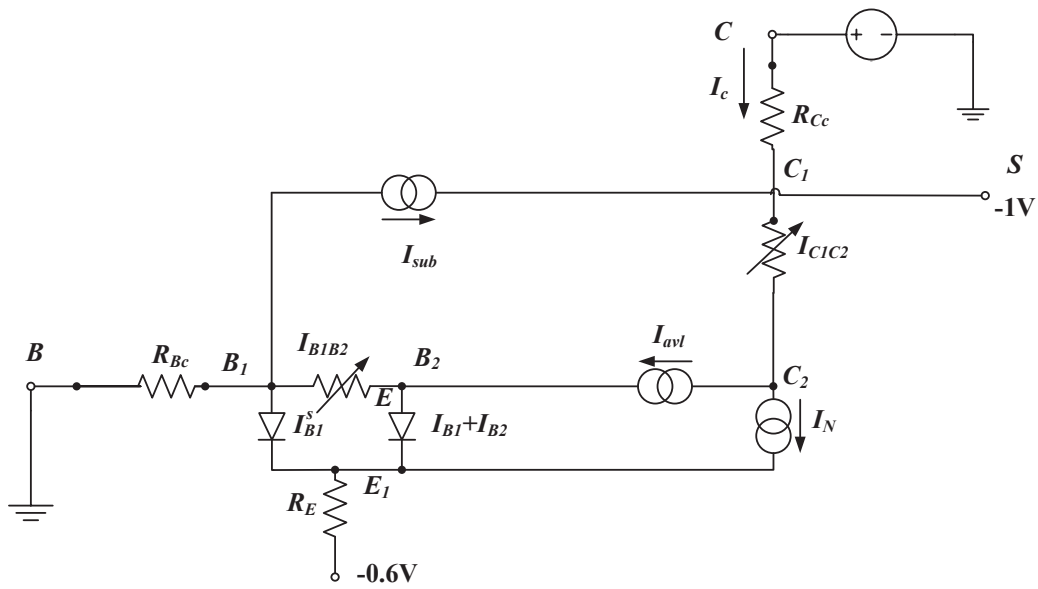 C
+ −
I_c
R_Cc
C_1
S
-1V
I_sub
I_C1C2
B
R_Bc
B_1
I_B1B2
B_2
I_avl
C_2
E
I_B1^s
I_B1+I_B2
I_N
E_1
R_E
-0.6V